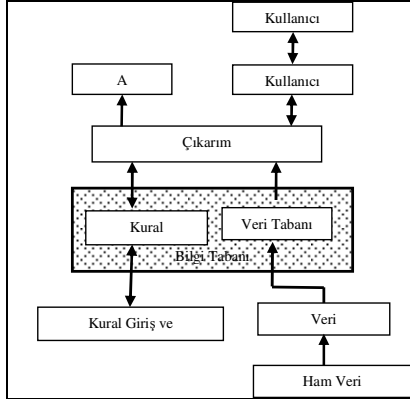 Kullanıcı
A
Kullanıcı
Çıkarım
Kural
Veri Tabanı
Bilgi Tabanı
Kural Giriş ve
Veri
Ham Veri